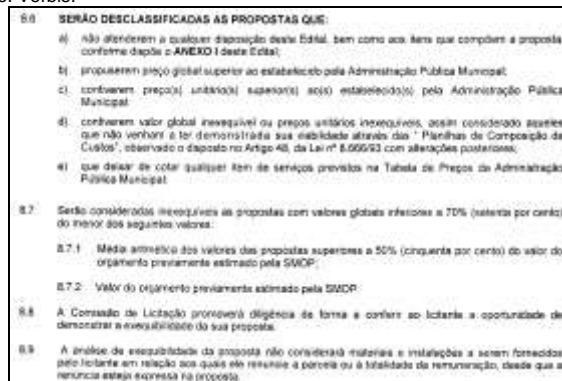 8.6 SERÃO DESCLASSIFICADAS AS PROPOSTAS QUE:
a) não atenderem a qualquer disposição deste Edital, bem como aos itens que compõem a proposta,
conforme dispõe o ANEXO I deste Edital;
b) propuserem preço global superior ao estabelecido pela Administração Pública Municipal;
c) contiverem preço(s) unitário(s) superior(es) ao(s) estabelecido(s) pela Administração Pública
Municipal;
d) contiverem valor global inexequível ou preços unitários inexequíveis, assim considerado aqueles
que não venham a ter demonstrada sua viabilidade através das " Planilhas de Composição de
Custos", observado o disposto no Artigo 48, da Lei nº 8.666/93 com alterações posteriores;
e) que deixar de cotar qualquer item de serviços previstos na Tabela de Preços da Administração
Pública Municipal.
8.7 Serão consideradas inexequíveis as propostas com valores globais inferiores a 70% (setenta por cento)
do menor dos seguintes valores:
8.7.1 Média aritmética dos valores das propostas superiores a 50% (cinquenta por cento) do valor do
orçamento previamente estimado pela SMOP;
8.7.2 Valor do orçamento previamente estimado pela SMOP
8.8 A Comissão de Licitação promoverá diligência de forma a conferir ao licitante a oportunidade de
demonstrar a exequibilidade da sua proposta.
8.9 A análise de exequibilidade da proposta não considerará materiais e instalações a serem fornecidos
pelo licitante em relação aos quais ele renuncie a parcela ou à totalidade da remuneração, desde que a
renúncia esteja expressa na proposta.